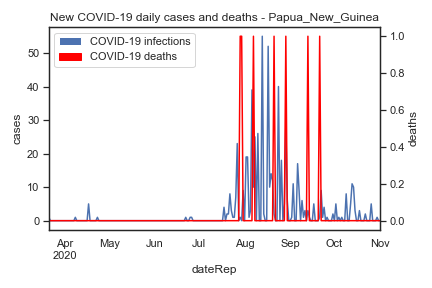 New COVID-19 daily cases and deaths - Papua_New_Guinea
COVID-19 infections
COVID-19 deaths
50
40
30
20
10
0
cases
1.0
0.8
0.6
0.4
0.2
0.0
deaths
Apr May Jun Jul Aug Sep Oct Nov
2020
dateRep